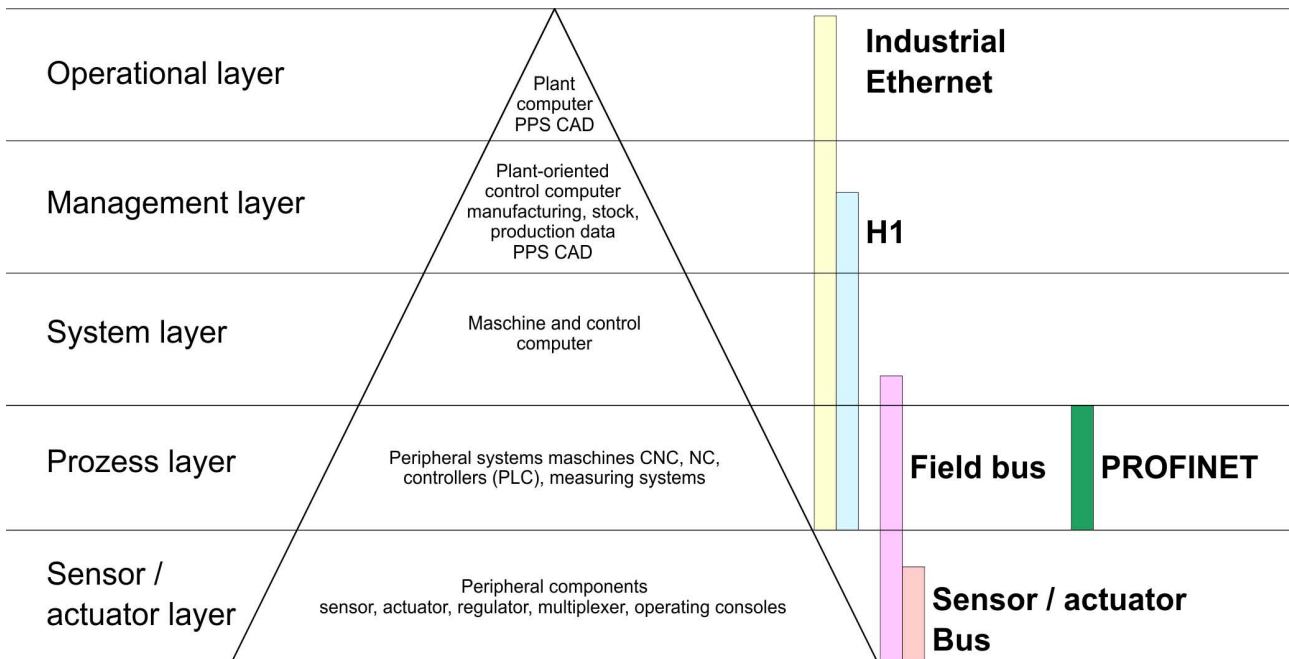 Operational layer
Plant
computer
PPS CAD
Industrial
Ethernet
Management layer
Plant-oriented
control computer
manufacturing, stock,
production data
PPS CAD
H1
System layer
Maschine and control
computer
Prozess layer
Peripheral systems maschines CNC, NC,
controllers (PLC), measuring systems
Field bus
PROFINET
Sensor /
actuator layer
Peripheral components
sensor, actuator, regulator, multiplexer, operating consoles
Sensor / actuator
Bus